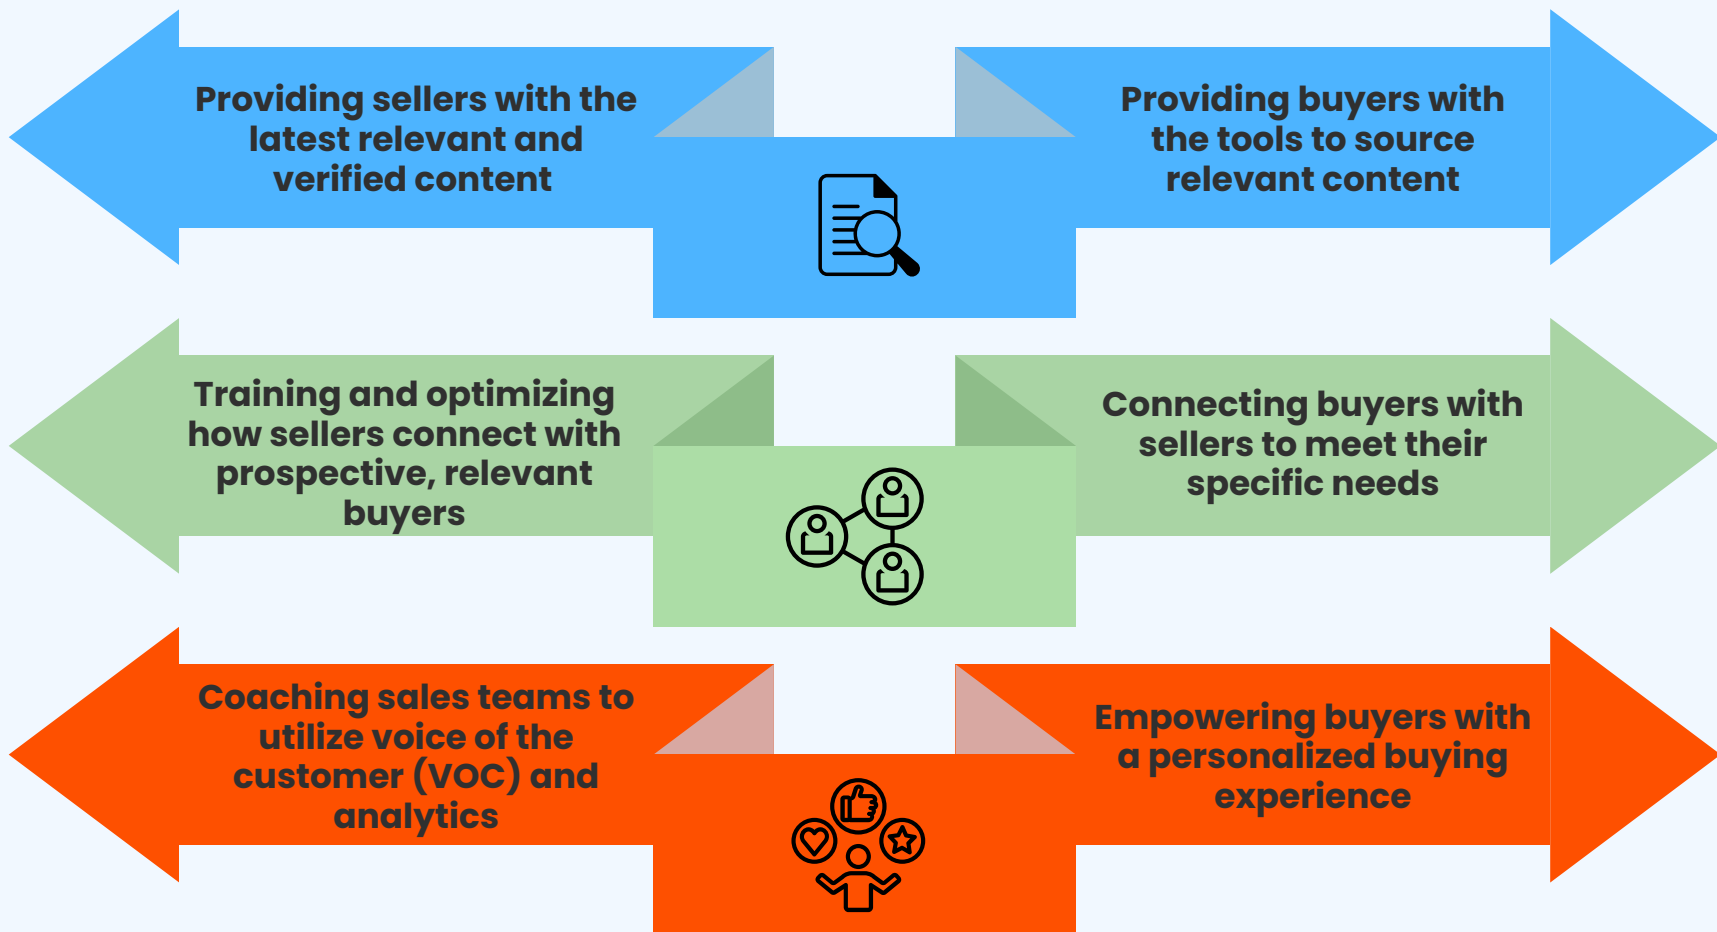 Providing sellers with the
latest relevant and
verified content
Providing buyers with
the tools to source
relevant content
Training and optimizing
how sellers connect with
prospective, relevant
buyers
Connecting buyers with
sellers to meet their
specific needs
Coaching sales teams to
utilize voice of the
customer (VOC) and
analytics
Empowering buyers with
a personalized buying
experience